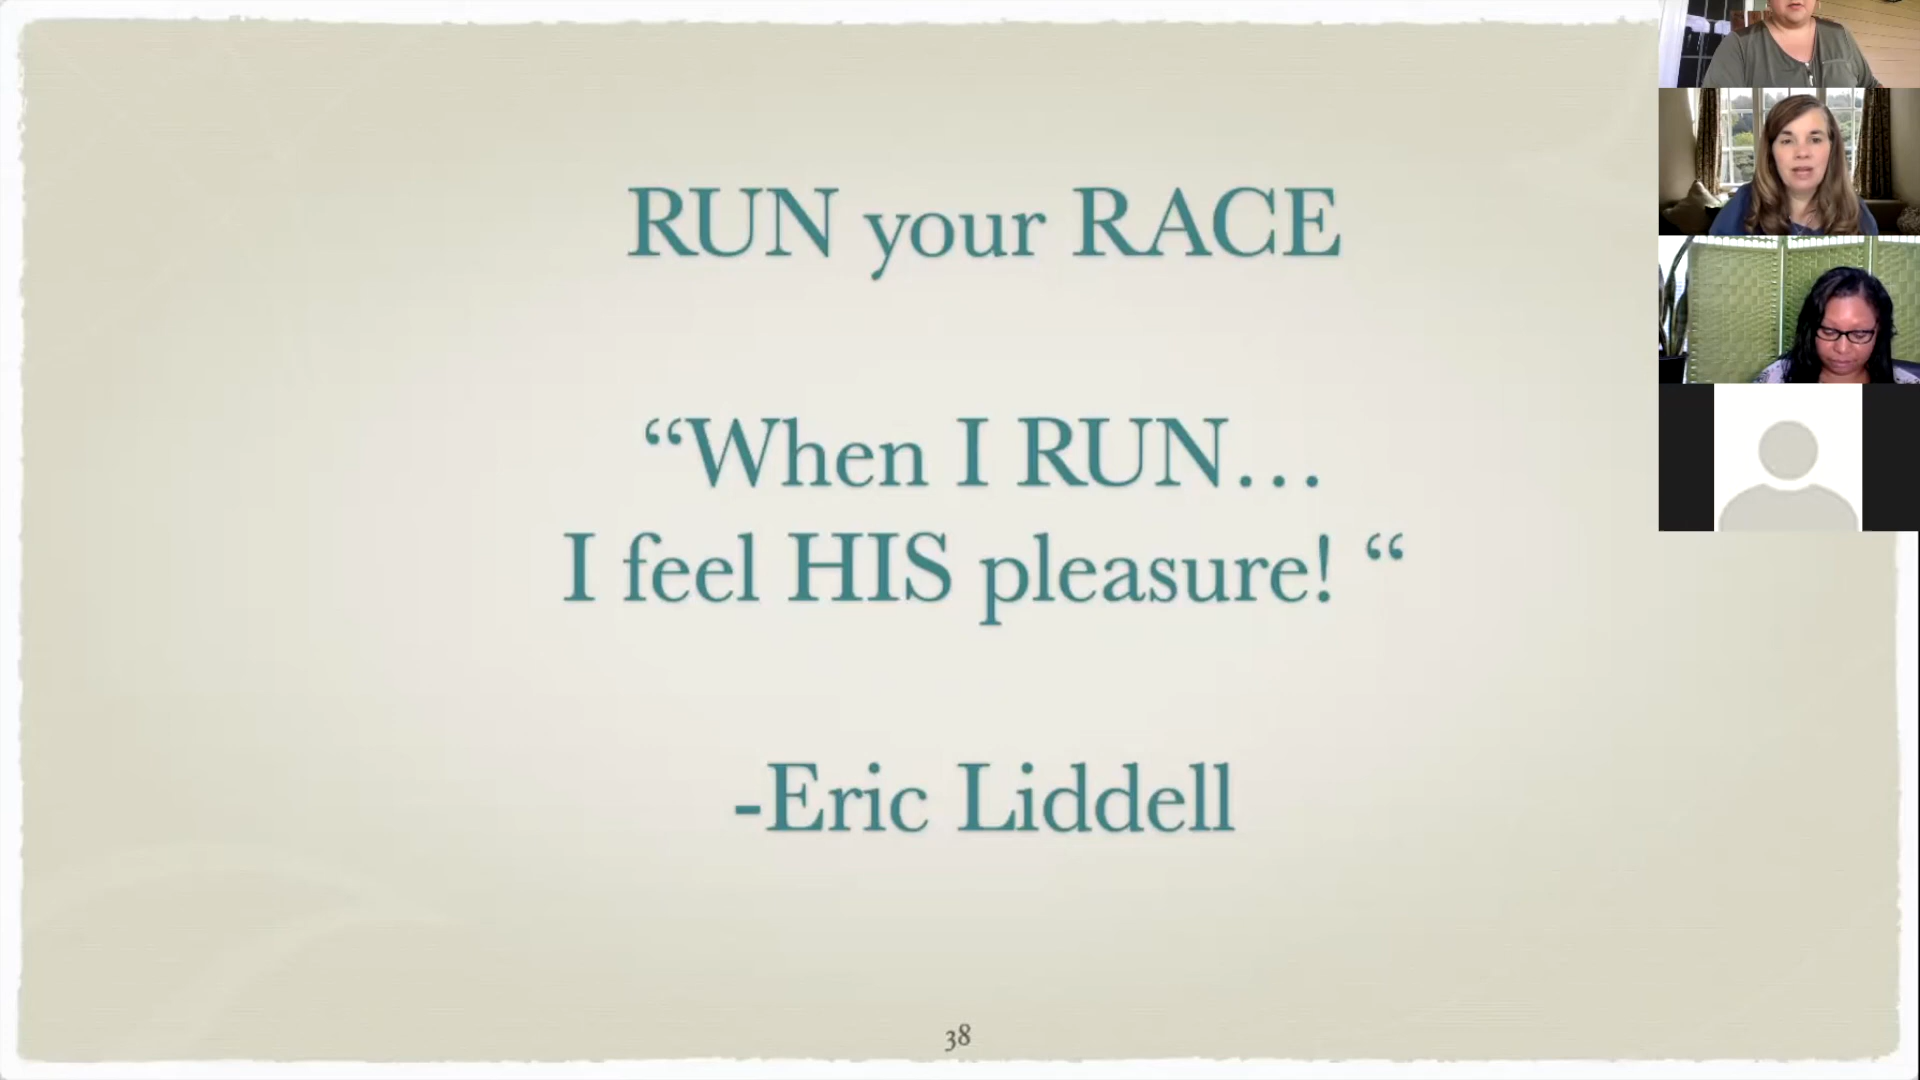 RUN your RACE
“When I RUN…
I feel HIS pleasure! “
-Eric Liddell
38